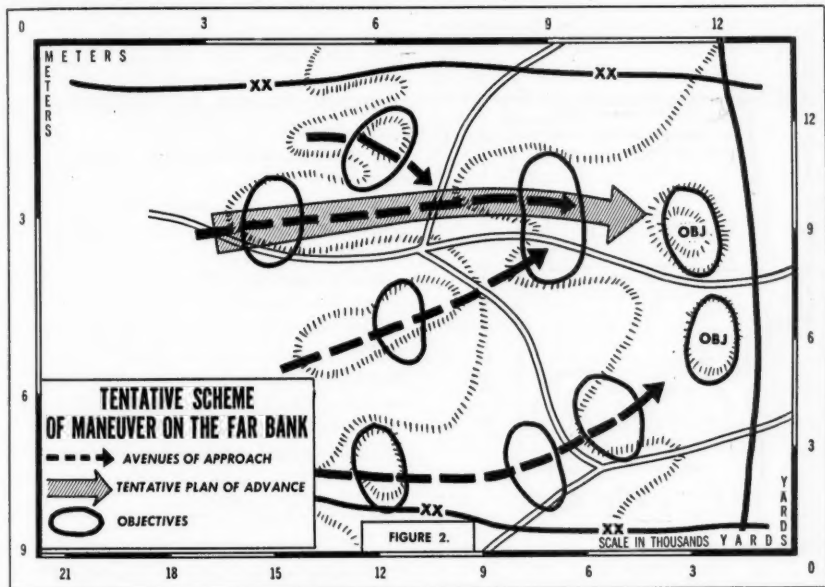 0 3 6 9 12
METERS
METERS
XX
XX
12
3
9
OBJ
OBJ
6
6
TENTATIVE SCHEME
OF MANEUVER ON THE FAR BANK
AVENUES OF APPROACH
TENTATIVE PLAN OF ADVANCE
OBJECTIVES
3
XX
XX
FIGURE 2.
SCALE IN THOUSANDS YARDS
YARDS
9
0
21 18 15 12 9 6 3